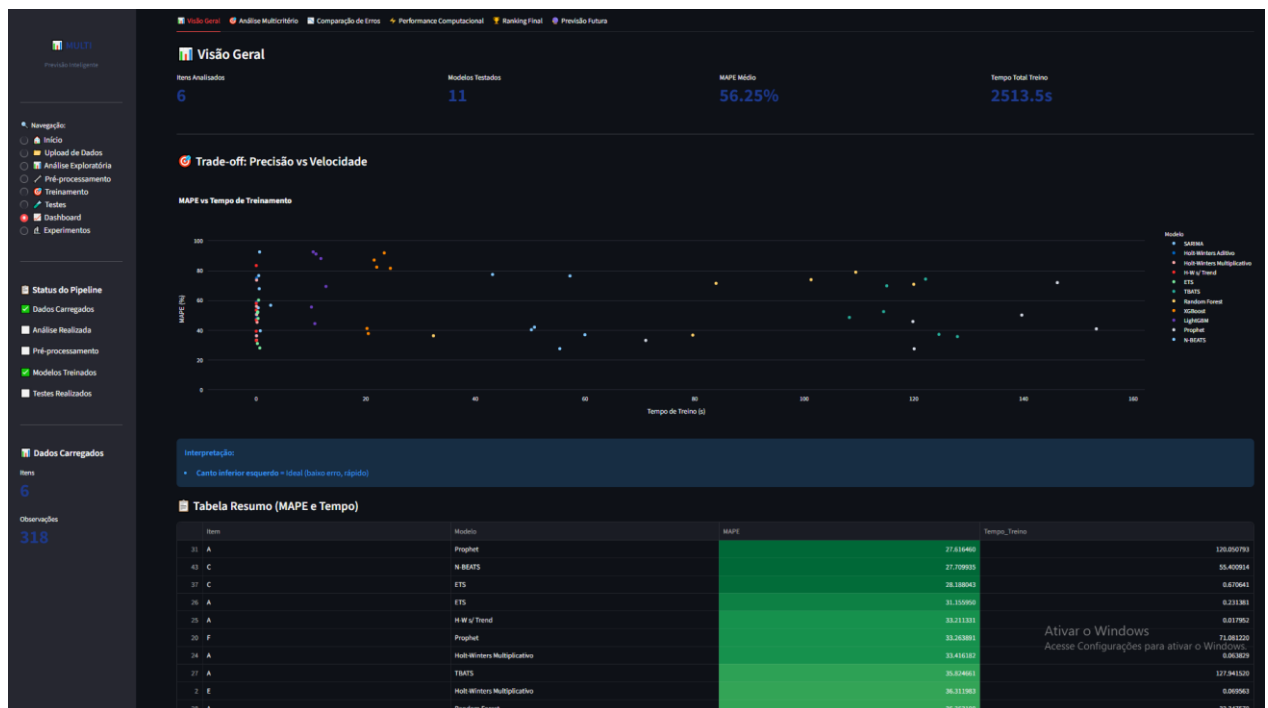 MULTI
Previsão Inteligente
Navegação:
Início
Upload de Dados
Análise Exploratória
Pré-processamento
Treinamento
Testes
Dashboard
Experimentos
Status do Pipeline
Dados Carregados
Análise Realizada
Pré-processamento
Modelos Treinados
Testes Realizados
Dados Carregados
Itens
6
Observações
318
Visão Geral Análise Multicritério Comparação de Erros Performance Computacional Ranking Final Previsão Futura
Visão Geral
Itens Analisados Modelos Testados MAPE Médio Tempo Total Treino
6 11 56.25% 2513.5s
Trade-off: Precisão vs Velocidade
MAPE vs Tempo de Treinamento
MAPE (%)
100
80
60
40
20
0
0 20 40 60 80 100 120 140 160
Tempo de Treino (s)
Modelo
SARIMA
Holt-Winters Aditivo
Holt-Winters Multiplicativo
H-W s/ Trend
ETS
TBATS
Random Forest
XGBoost
LightGBM
Prophet
N-BEATS
Interpretação:
Canto inferior esquerdo = Ideal (baixo erro, rápido)
Tabela Resumo (MAPE e Tempo)
Item Modelo MAPE Tempo_Treino
31 A Prophet 27.616460 120.050793
43 C N-BEATS 27.709935 55.400914
37 C ETS 28.188043 0.670641
26 A ETS 31.155950 0.231381
25 A H-W s/ Trend 33.211331 0.017952
20 F Prophet 33.263891 71.081220
24 A Holt-Winters Multiplicativo 33.416182 0.063829
27 A TBATS 35.824661 127.941520
2 E Holt-Winters Multiplicativo 36.311983 0.069563
Random Forest
Ativar o Windows
Acesse Configurações para ativar o Windows.